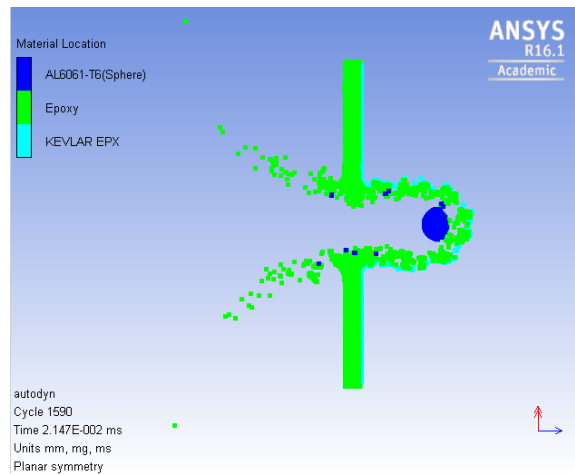 ANSYS
R16.1
Academic
Material Location
AL6061-T6(Sphere)
Epoxy
KEVLAR EPX
autodyn
Cycle 1590
Time 2.147E-002 ms
Units mm, mg, ms
Planar symmetry